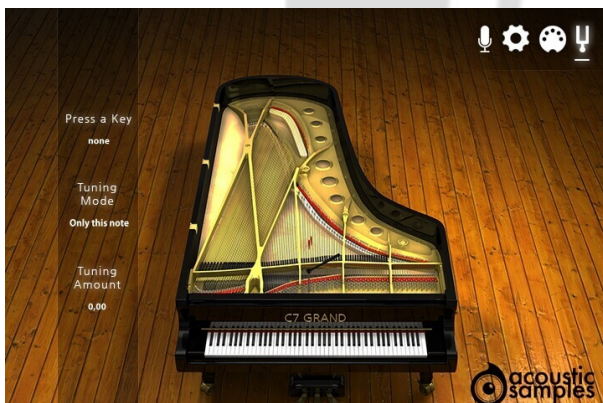 Press a Key
none
Tuning
Mode
Only this note
Tuning
Amount
0,00
C7 GRAND
acoustic
samples